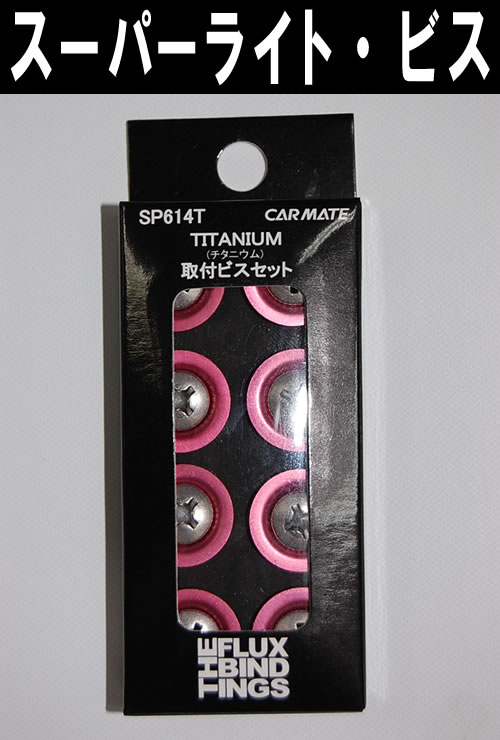 スーパーライト・ビス
SP614T CARMATE
TITANIUM
(チタニウム)
取付ビスセット
THE FLUX
BIND
INGS